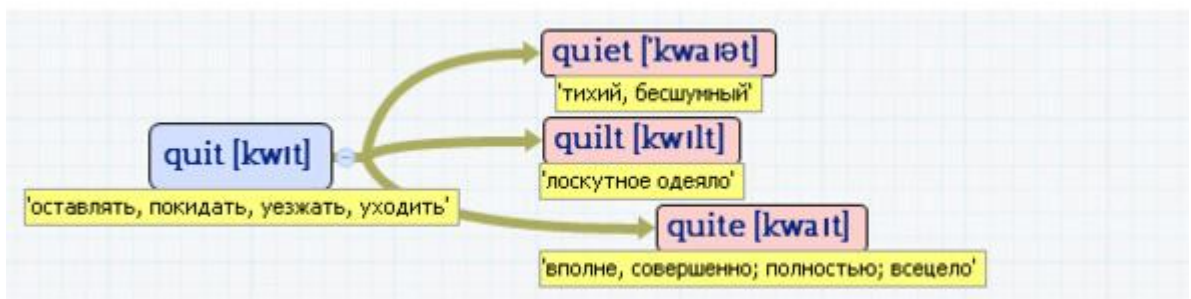 quiet ['kwaɪət]
'тихий, бесшумный'
quit [kwɪt]
'оставлять, покидать, уезжать, уходить'
quilt [kwɪlt]
'лоскутное одеяло'
quite [kwaɪt]
'вполне, совершенно; полностью; всецело'